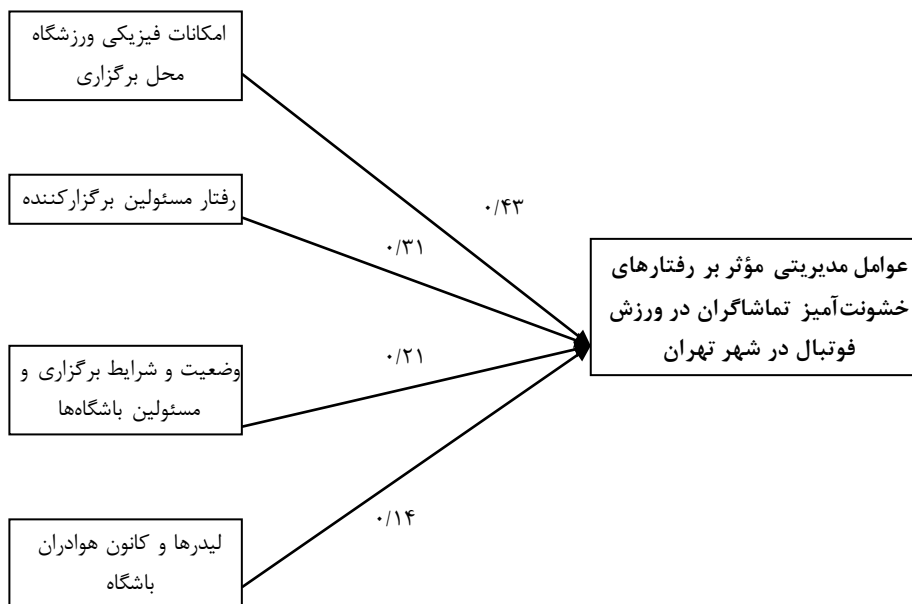 امکانات فیزیکی ورزشگاه
محل برگزاری
رفتار مسئولین برگزارکننده
وضعیت و شرایط برگزاری و
مسئولین باشگاه‌ها
لیدرها و کانون هوادران
باشگاه
۰/۴۳
۰/۳۱
۰/۲۱
۰/۱۴
عوامل مدیریتی مؤثر بر رفتارهای
خشونت‌آمیز تماشاگران در ورزش
فوتبال در شهر تهران